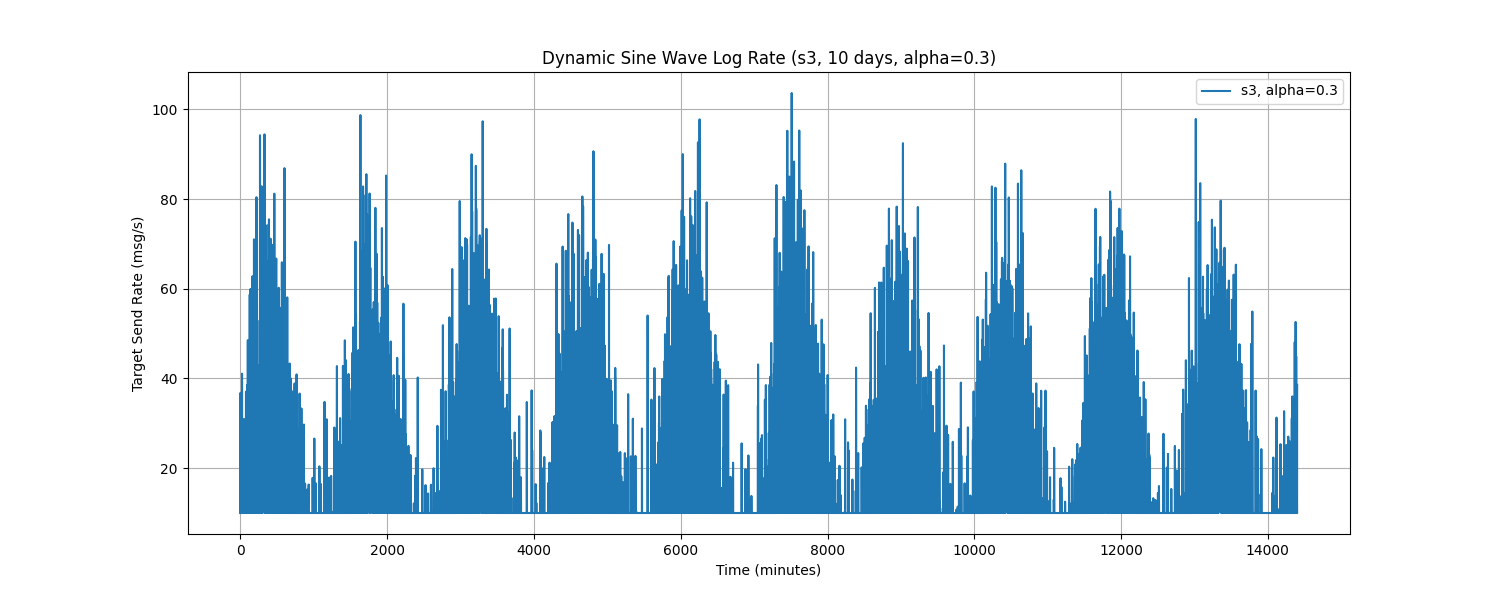 Dynamic Sine Wave Log Rate (s3, 10 days, alpha=0.3)
s3, alpha=0.3
Target Send Rate (msg/s)
100
80
60
40
20
0 2000 4000 6000 8000 10000 12000 14000
Time (minutes)